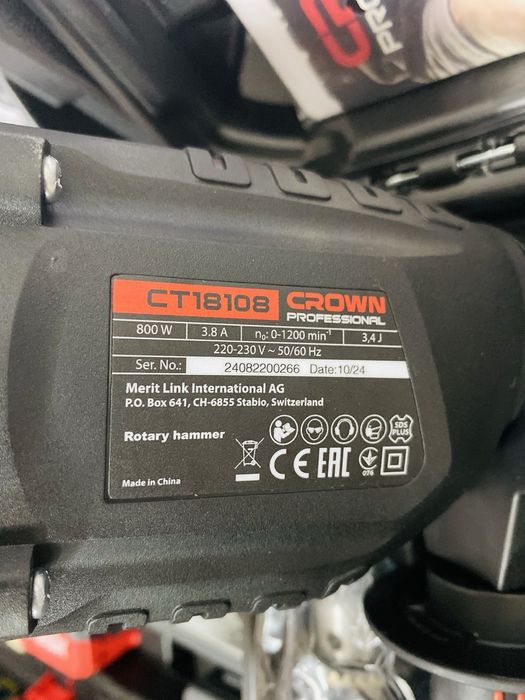 PRO
CT18108 CROWN
PROFESSIONAL
800 W 3.8 A n₀: 0-1200 min⁻¹ 3,4 J
220-230 V ~ 50/60 Hz
Ser. No.: 24082200266 Date:10/24
Merit Link International AG
P.O. Box 641, CH-6855 Stabio, Switzerland
Rotary hammer
SDS
PLUS
CE EAC
076
Made in China